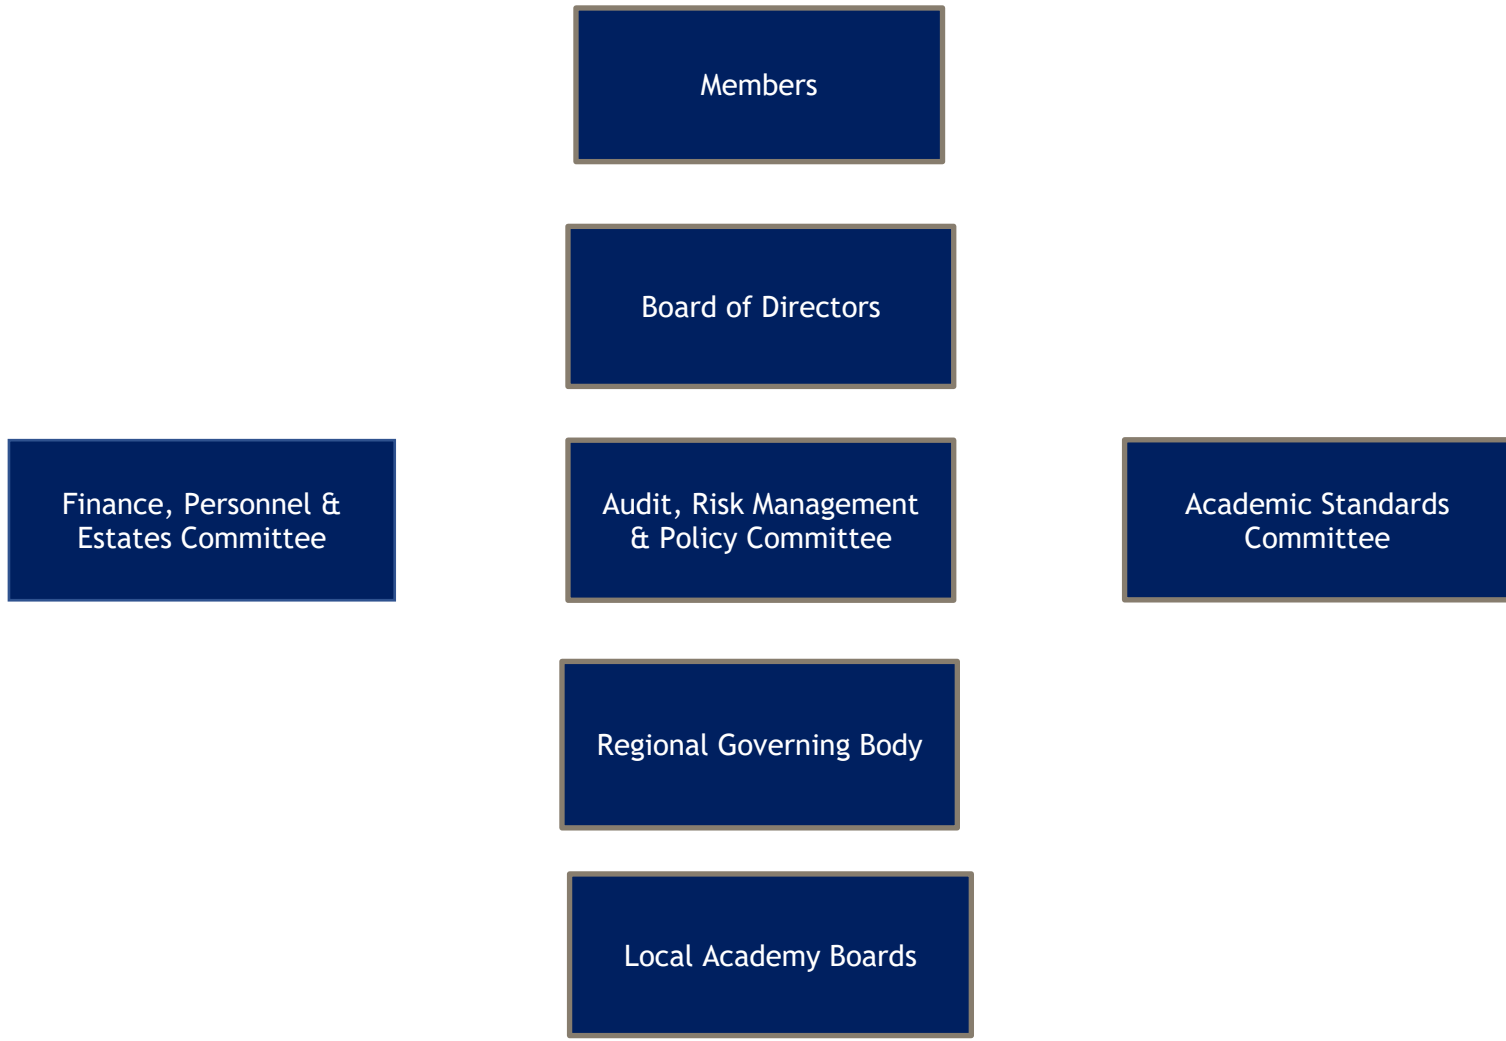 Members
Board of Directors
Finance, Personnel &
Estates Committee
Audit, Risk Management
& Policy Committee
Academic Standards
Committee
Regional Governing Body
Local Academy Boards